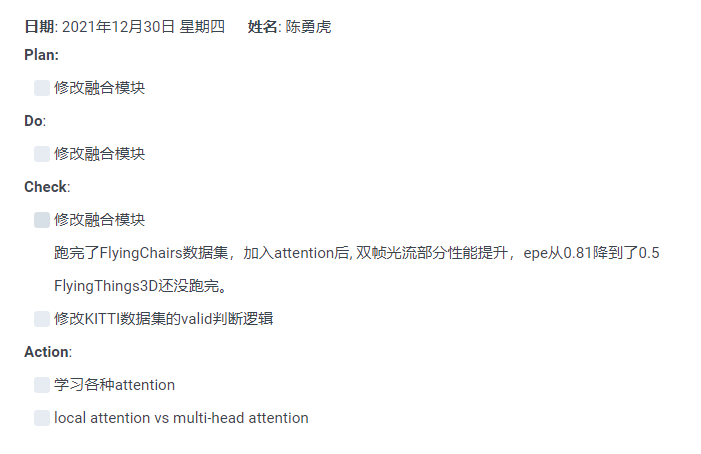 日期: 2021年12月30日 星期四 姓名: 陈勇虎
Plan:
修改融合模块
Do:
修改融合模块
Check:
修改融合模块
跑完了FlyingChairs数据集，加入attention后, 双帧光流部分性能提升，epe从0.81降到了0.5
FlyingThings3D还没跑完。
修改KITTI数据集的valid判断逻辑
Action:
学习各种attention
local attention vs multi-head attention